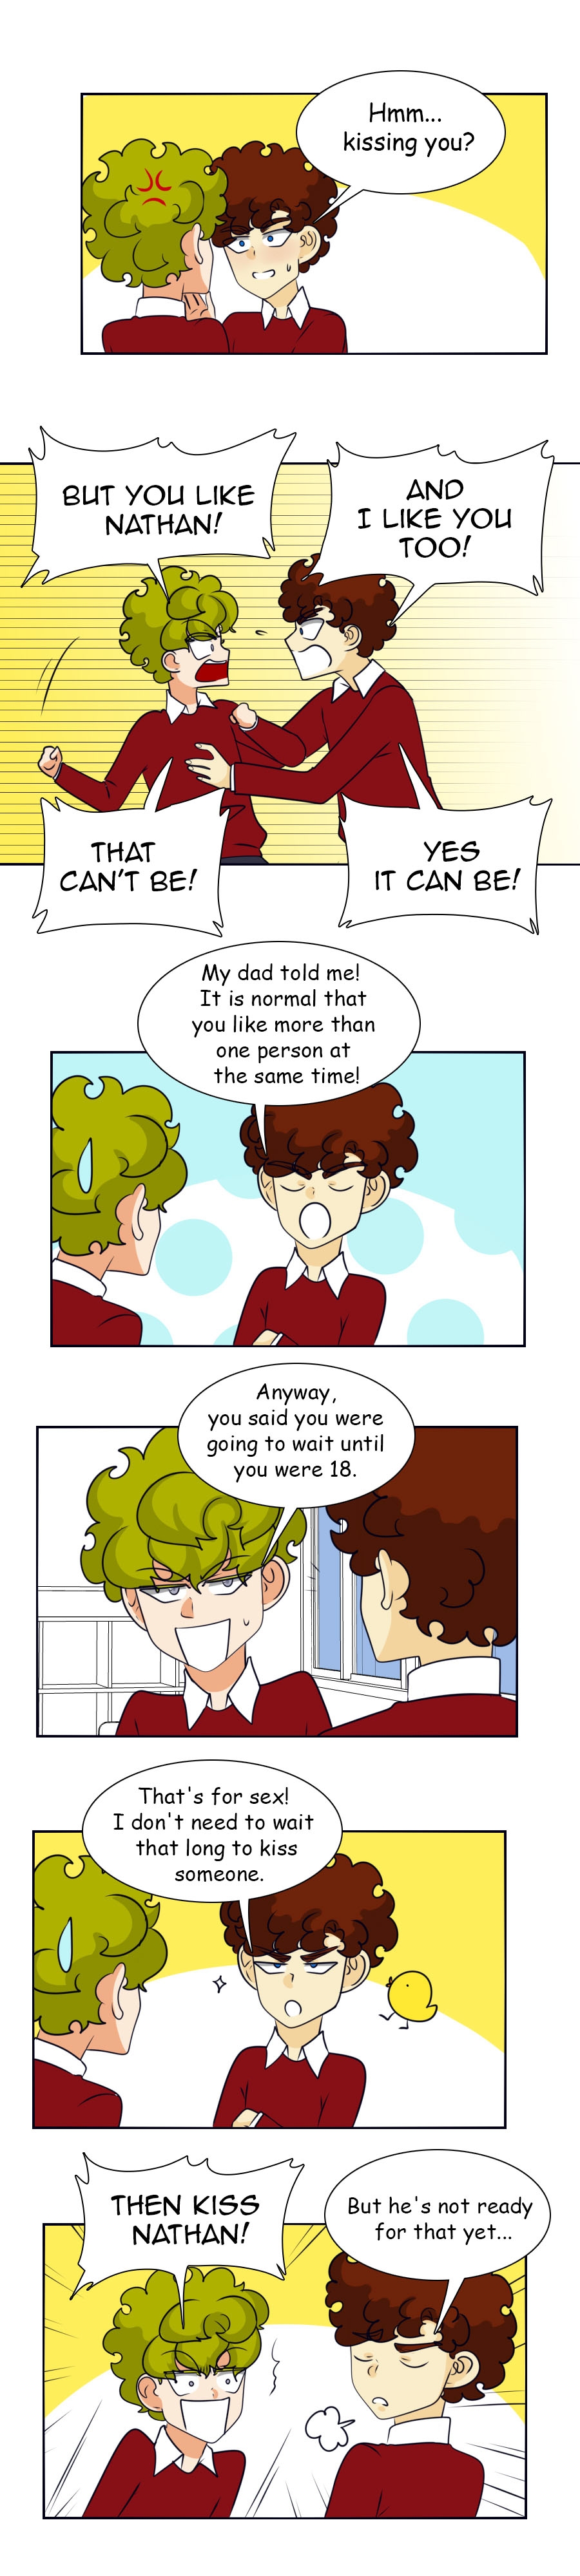 Hmm...
kissing you?
BUT YOU LIKE
NATHAN!
AND
I LIKE YOU
TOO!
THAT
CAN'T BE!
YES
IT CAN BE!
My dad told me!
It is normal that
you like more than
one person at
the same time!
Anyway,
you said you were
going to wait until
you were 18.
That's for sex!
I don't need to wait
that long to kiss
someone.
THEN KISS
NATHAN!
But he's not ready
for that yet...